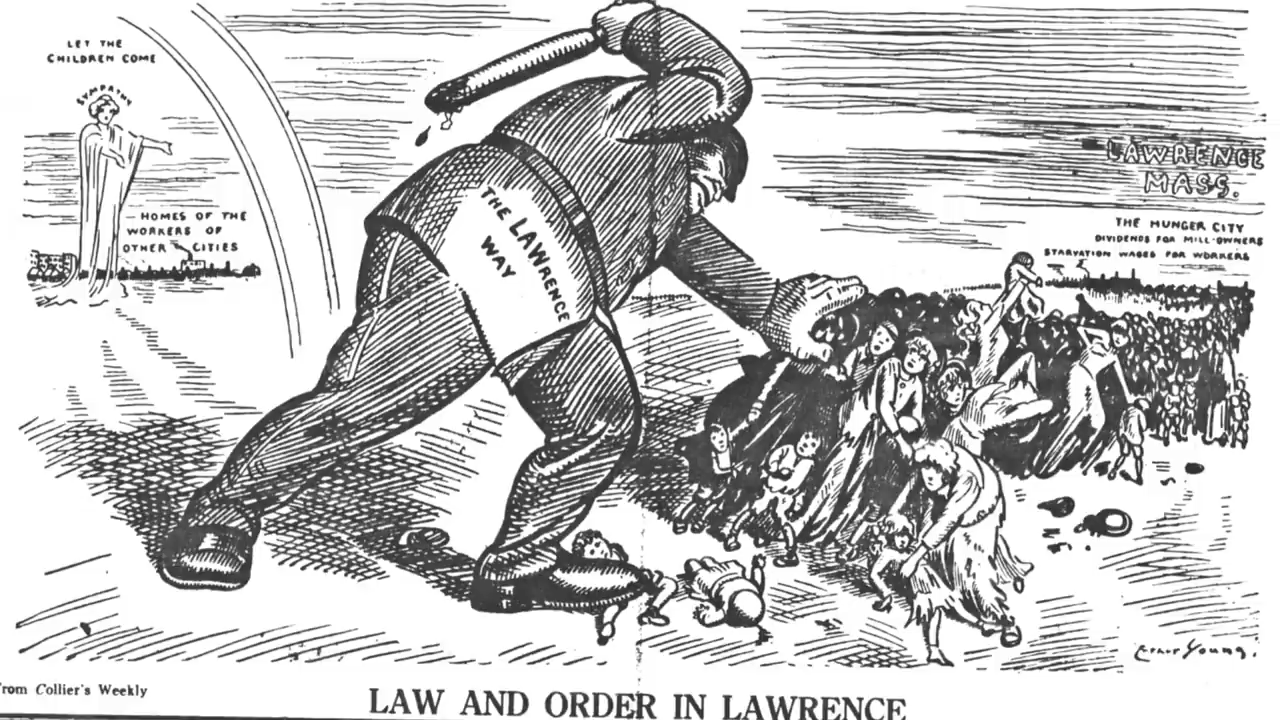 LET THE
CHILDREN COME
SYMPATHY
— HOMES OF THE
WORKERS OF
OTHER CITIES
THE LAWRENCE
WAY
LAWRENCE
MASS.
THE HUNGER CITY
DIVIDENDS FOR MILL-OWNERS
STARVATION WAGES FOR WORKERS
Young.
From Collier's Weekly
LAW AND ORDER IN LAWRENCE